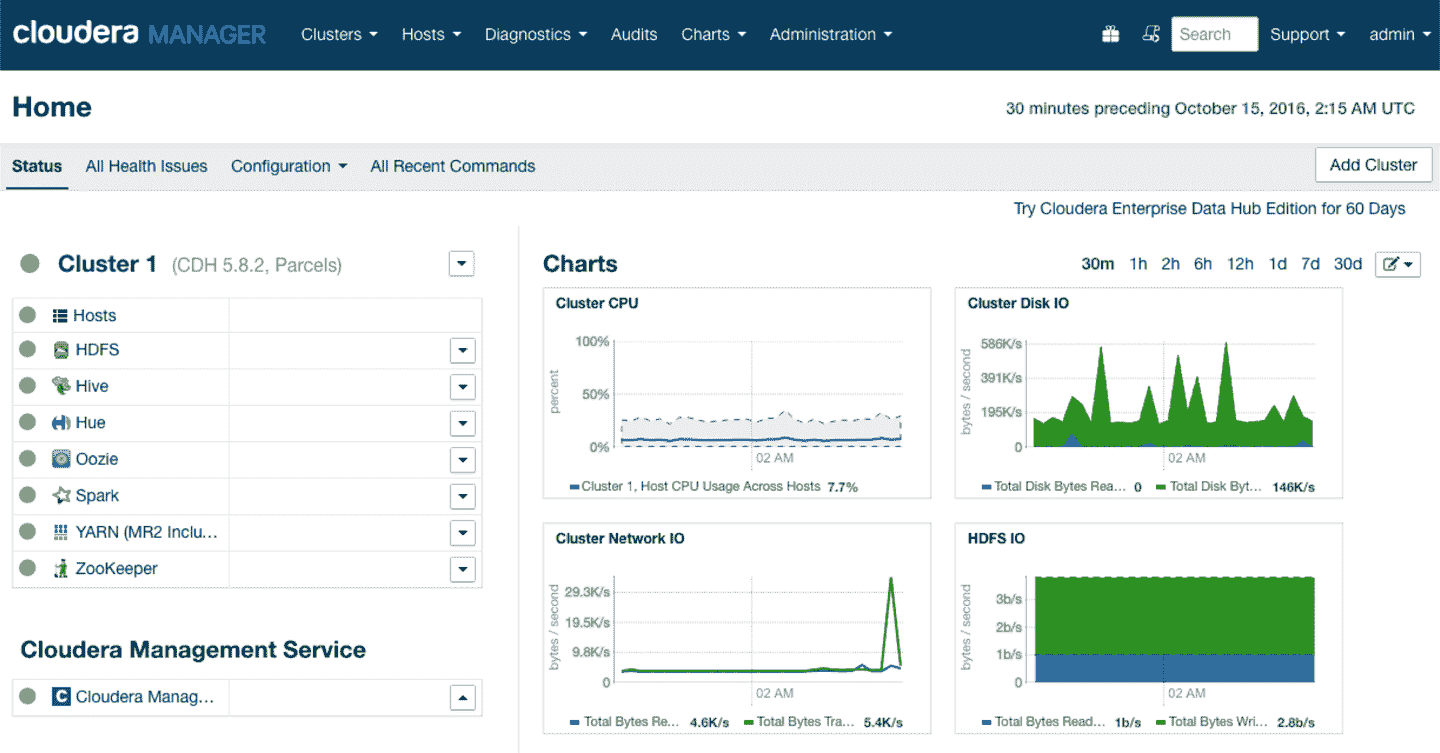 cloudera MANAGER Clusters Hosts Diagnostics Audits Charts Administration Search Support admin
Home
30 minutes preceding October 15, 2016, 2:15 AM UTC
Status All Health Issues Configuration All Recent Commands Add Cluster
Try Cloudera Enterprise Data Hub Edition for 60 Days
Cluster 1 (CDH 5.8.2, Parcels)
Hosts
HDFS
Hive
Hue
Oozie
Spark
YARN (MR2 Inclu...
ZooKeeper
Cloudera Management Service
C Cloudera Manag...
Charts
30m 1h 2h 6h 12h 1d 7d 30d
Cluster CPU
percent
100%
50%
0%
02 AM
Cluster 1, Host CPU Usage Across Hosts 7.7%
Cluster Disk IO
bytes / second
586K/s
391K/s
195K/s
0
02 AM
Total Disk Bytes Rea... 0 Total Disk Byt... 146K/s
Cluster Network IO
bytes / second
29.3K/s
19.5K/s
9.8K/s
0
02 AM
Total Bytes Re... 4.6K/s Total Bytes Tra... 5.4K/s
HDFS IO
bytes / second
3b/s
2b/s
1b/s
0
02 AM
Total Bytes Read... 1b/s Total Bytes Wri... 2.8b/s